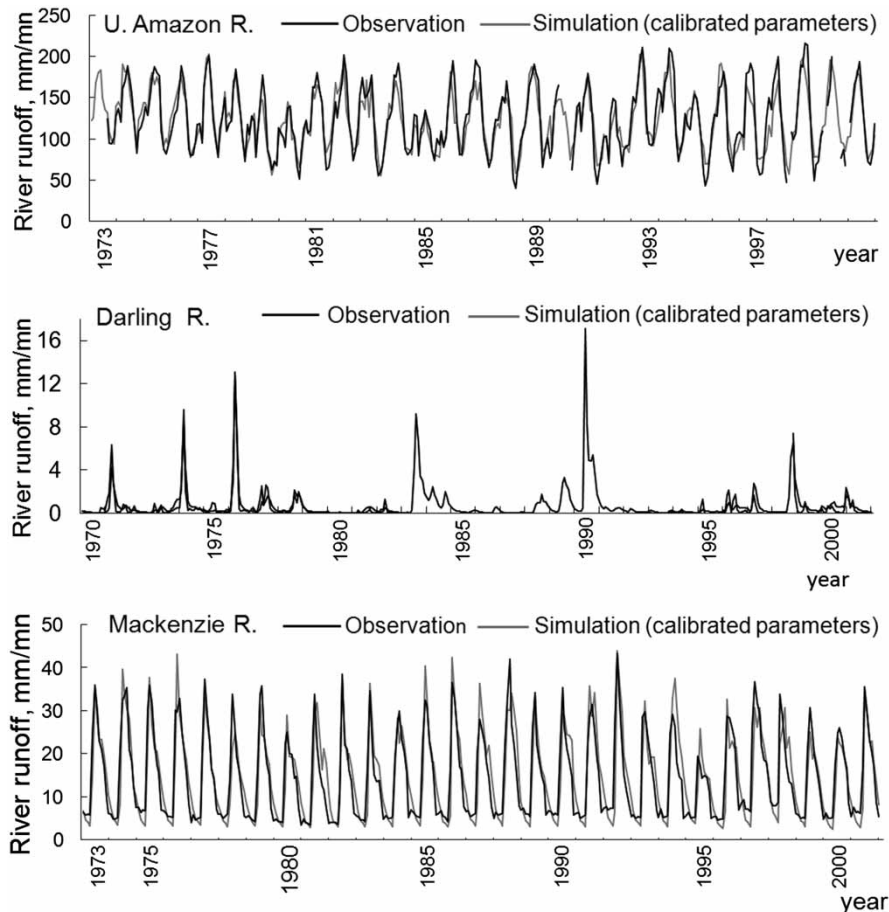 U. Amazon R. Observation Simulation (calibrated parameters)
River runoff, mm/mn
250
200
150
100
50
0
1973 1977 1981 1985 1989 1993 1997
year
Darling R. Observation Simulation (calibrated parameters)
River runoff, mm/mn
16
12
8
4
0
1970 1975 1980 1985 1990 1995 2000
year
Mackenzie R. Observation Simulation (calibrated parameters)
River runoff, mm/mn
50
40
30
20
10
0
1973 1975 1980 1985 1990 1995 2000
year